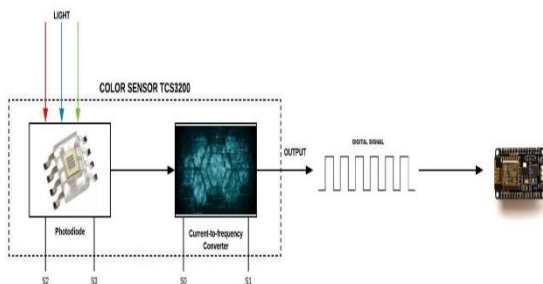 LIGHT
COLOR SENSOR TCS3200
OUTPUT
DIGITAL SIGNAL
Photodiode
Current-to-frequency
Converter
S2
S3
S0
S1